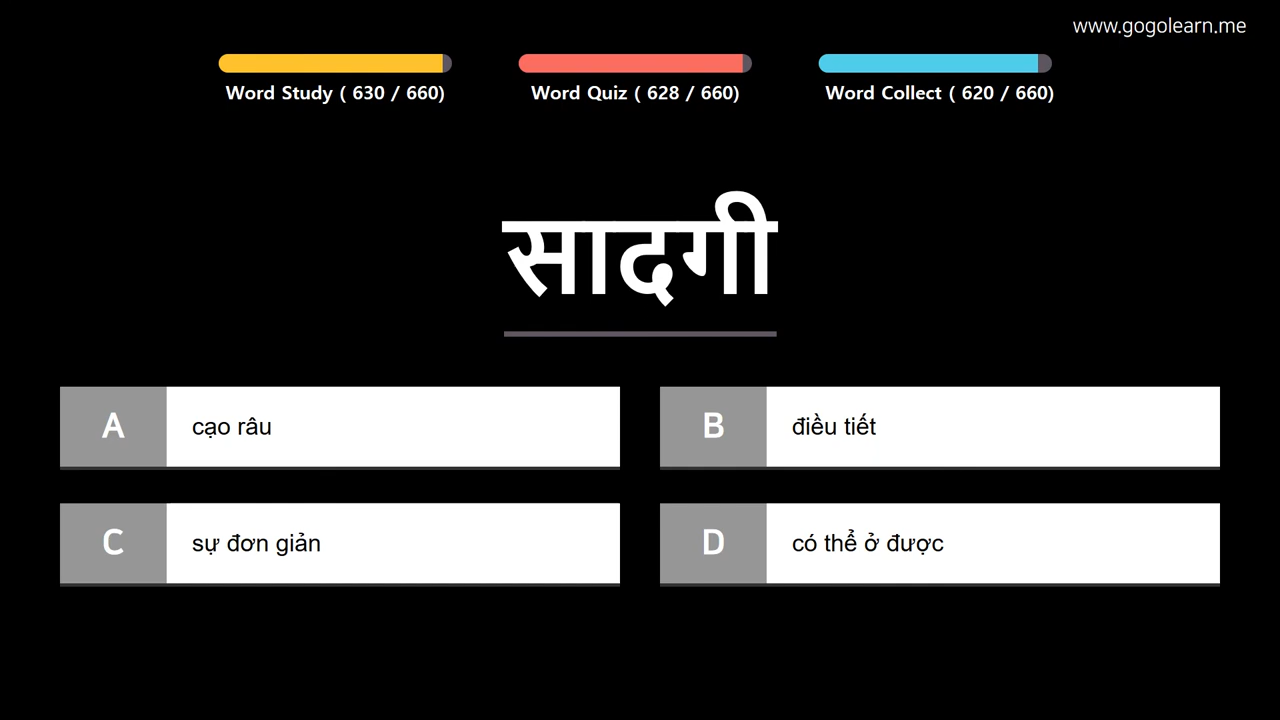 www.gogolearn.me
Word Study ( 630 / 660)
Word Quiz ( 628 / 660)
Word Collect ( 620 / 660)
सादगी
A cạo râu
B điều tiết
C sự đơn giản
D có thể ở được